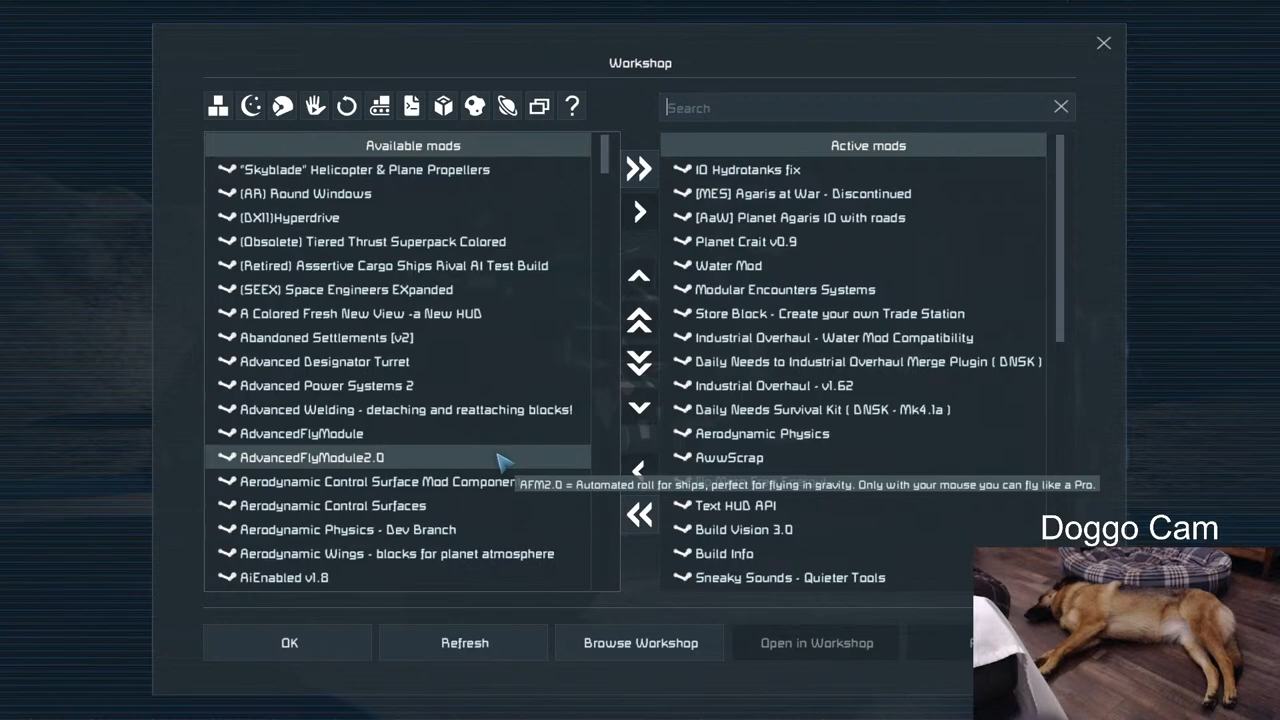 Workshop
?
Search
Available mods
"Skyblade" Helicopter & Plane Propellers
(AR) Round Windows
(DX11)Hyperdrive
(Obsolete) Tiered Thrust Superpack Colored
(Retired) Assertive Cargo Ships Rival AI Test Build
(SEEX) Space Engineers EXpanded
A Colored Fresh New View -a New HUD
Abandoned Settlements [v2]
Advanced Designator Turret
Advanced Power Systems 2
Advanced Welding - detaching and reattaching blocks!
AdvancedFlyModule
AdvancedFlyModule2.0
Aerodynamic Control Surface Mod Componen
Aerodynamic Control Surfaces
Aerodynamic Physics - Dev Branch
Aerodynamic Wings - blocks for planet atmosphere
AiEnabled v1.8
Active mods
IO Hydrotanks fix
[MES] Agaris at War - Discontinued
[AaW] Planet Agaris IO with roads
Planet Crait v0.9
Water Mod
Modular Encounters Systems
Store Block - Create your own Trade Station
Industrial Overhaul - Water Mod Compatibility
Daily Needs to Industrial Overhaul Merge Plugin ( DNSK )
Industrial Overhaul - v1.62
Daily Needs Survival Kit ( DNSK - Mk4.1a )
Aerodynamic Physics
AwwScrap
AFM2.0 = Automated roll for ships, perfect for flying in gravity. Only with your mouse you can fly like a Pro.
Text HUD API
Build Vision 3.0
Build Info
Sneaky Sounds - Quieter Tools
Doggo Cam
OK
Refresh
Browse Workshop
Open in Workshop